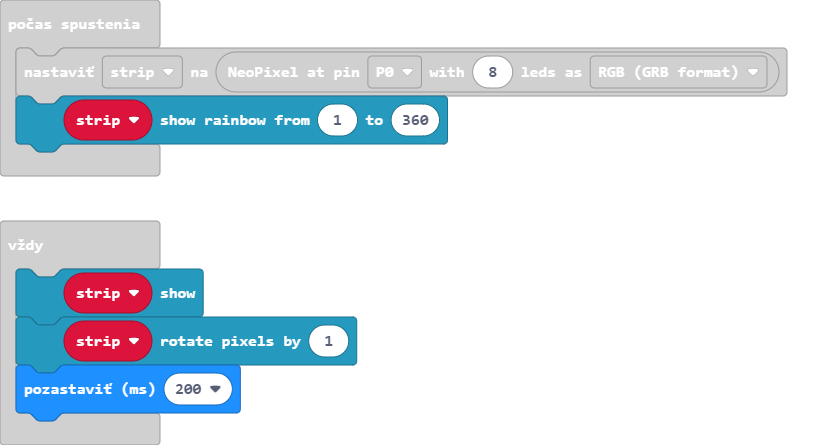 počas spustenia
nastaviť strip na NeoPixel at pin P0 with 8 leds as RGB (GRB format)
strip show rainbow from 1 to 360
vždy
strip show
strip rotate pixels by 1
pozastaviť (ms) 200